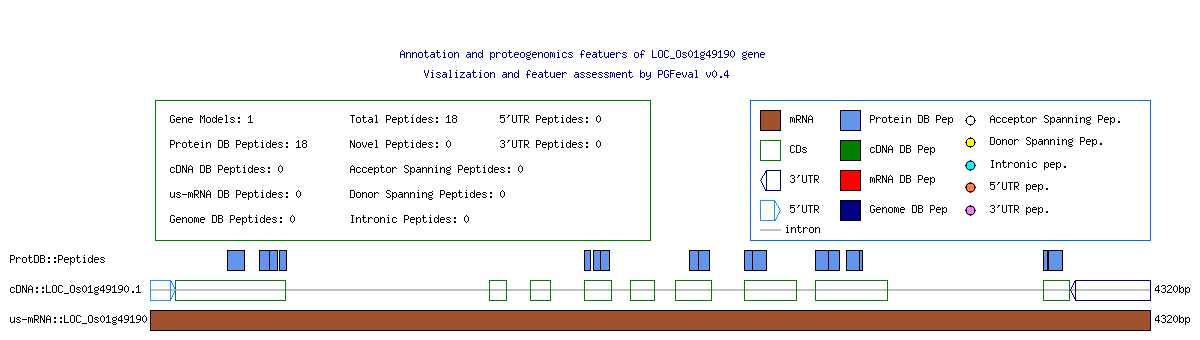 Annotation and proteogenomics featuers of LOC_Os01g49190 gene
Visalization and featuer assessment by PGFeval v0.4
Gene Models: 1 Total Peptides: 18 5'UTR Peptides: 0
Protein DB Peptides: 18 Novel Peptides: 0 3'UTR Peptides: 0
cDNA DB Peptides: 0 Acceptor Spanning Peptides: 0
us-mRNA DB Peptides: 0 Donor Spanning Peptides: 0
Genome DB Peptides: 0 Intronic Peptides: 0
mRNA Protein DB Pep Acceptor Spanning Pep.
CDs cDNA DB Pep Donor Spanning Pep.
3'UTR mRNA DB Pep Intronic pep.
5'UTR Genome DB Pep 5'UTR pep.
intron 3'UTR pep.
ProtDB::Peptides
cDNA::LOC_Os01g49190.1 4320bp
us-mRNA::LOC_Os01g49190 4320bp